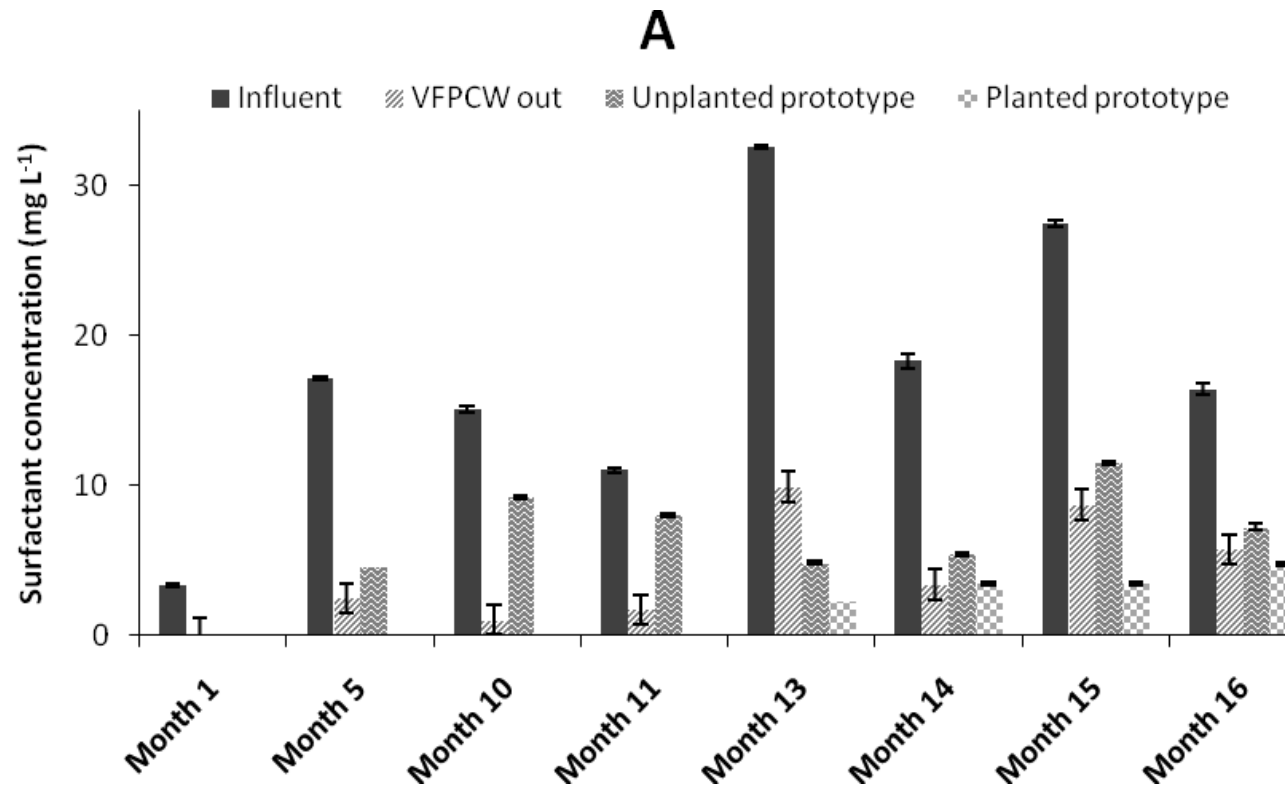 A
Influent VFPCW out Unplanted prototype Planted prototype
Surfactant concentration (mg L⁻¹)
30
20
10
0
Month 1
Month 5
Month 10
Month 11
Month 13
Month 14
Month 15
Month 16